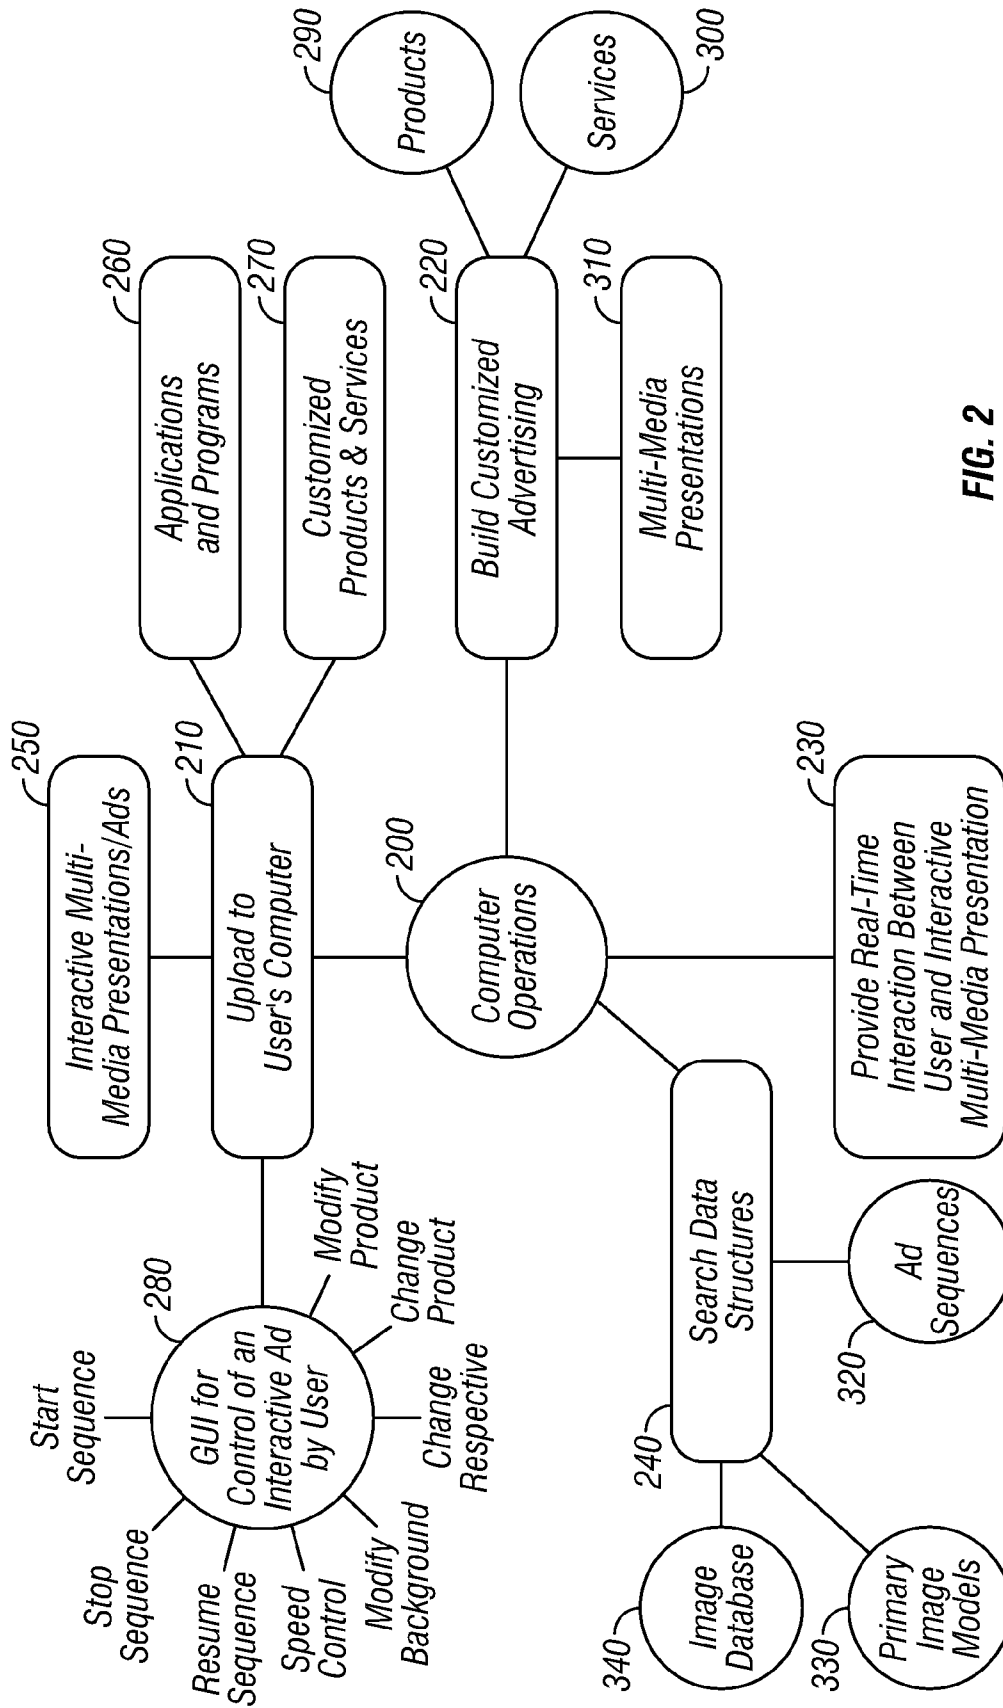 Start
Sequence
Stop
Sequence
Resume
Sequence
Speed
Control
Modify
Background
Change
Respective
Change
Product
Modify
Product
280
GUI for
Control of an
Interactive Ad
by User
250
Interactive Multi-
Media Presentations/Ads
210
Upload to
User's Computer
260
Applications
and Programs
270
Customized
Products & Services
200
Computer
Operations
220
Build Customized
Advertising
290
Products
300
Services
310
Multi-Media
Presentations
240
Search Data
Structures
340
Image
Database
330
Primary
Image
Models
320
Ad
Sequences
230
Provide Real-Time
Interaction Between
User and Interactive
Multi-Media Presentation
FIG. 2